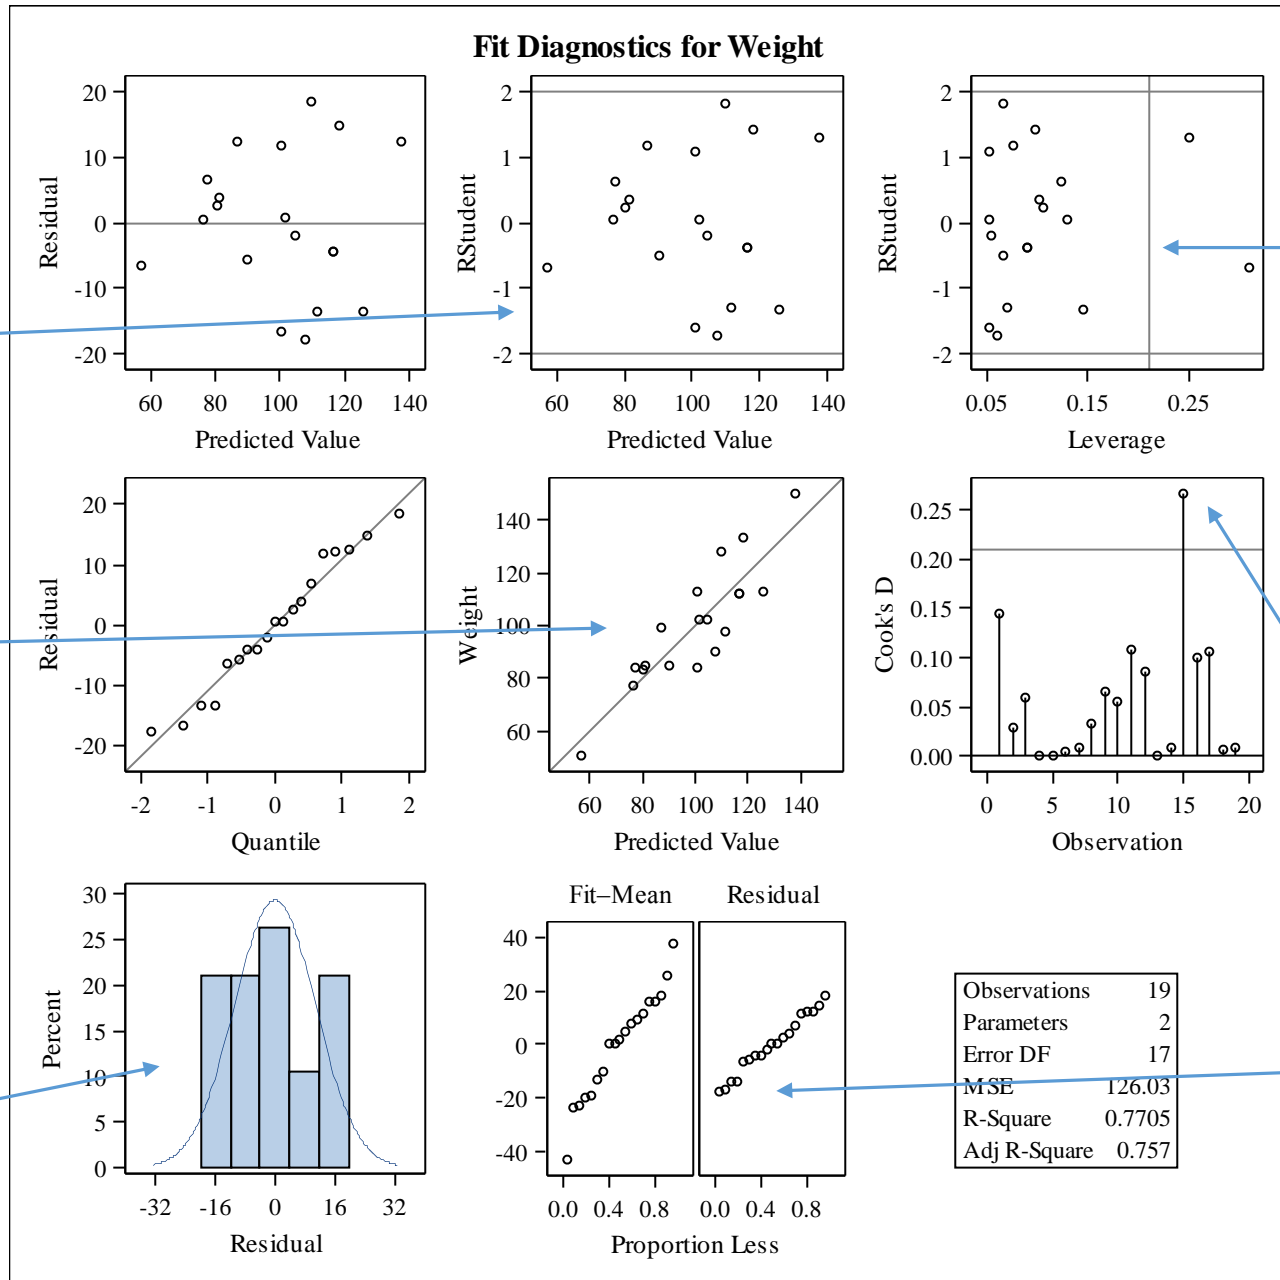 Fit Diagnostics for Weight
20
10
0
-10
-20
Residual
60 80 100 120 140
Predicted Value
2
1
0
-1
-2
RStudent
60 80 100 120 140
Predicted Value
2
1
0
-1
-2
RStudent
0.05 0.15 0.25
Leverage
20
10
0
-10
-20
Residual
-2 -1 0 1 2
Quantile
140
120
100
80
60
Weight
60 80 100 120 140
Predicted Value
0.25
0.20
0.15
0.10
0.05
0.00
Cook's D
0 5 10 15 20
Observation
30
25
20
15
10
5
0
Percent
-32 -16 0 16 32
Residual
Fit–Mean Residual
40
20
0
-20
-40
0.0 0.4 0.8 0.0 0.4 0.8
Proportion Less
Observations 19
Parameters 2
Error DF 17
MSE 126.03
R-Square 0.7705
Adj R-Square 0.757